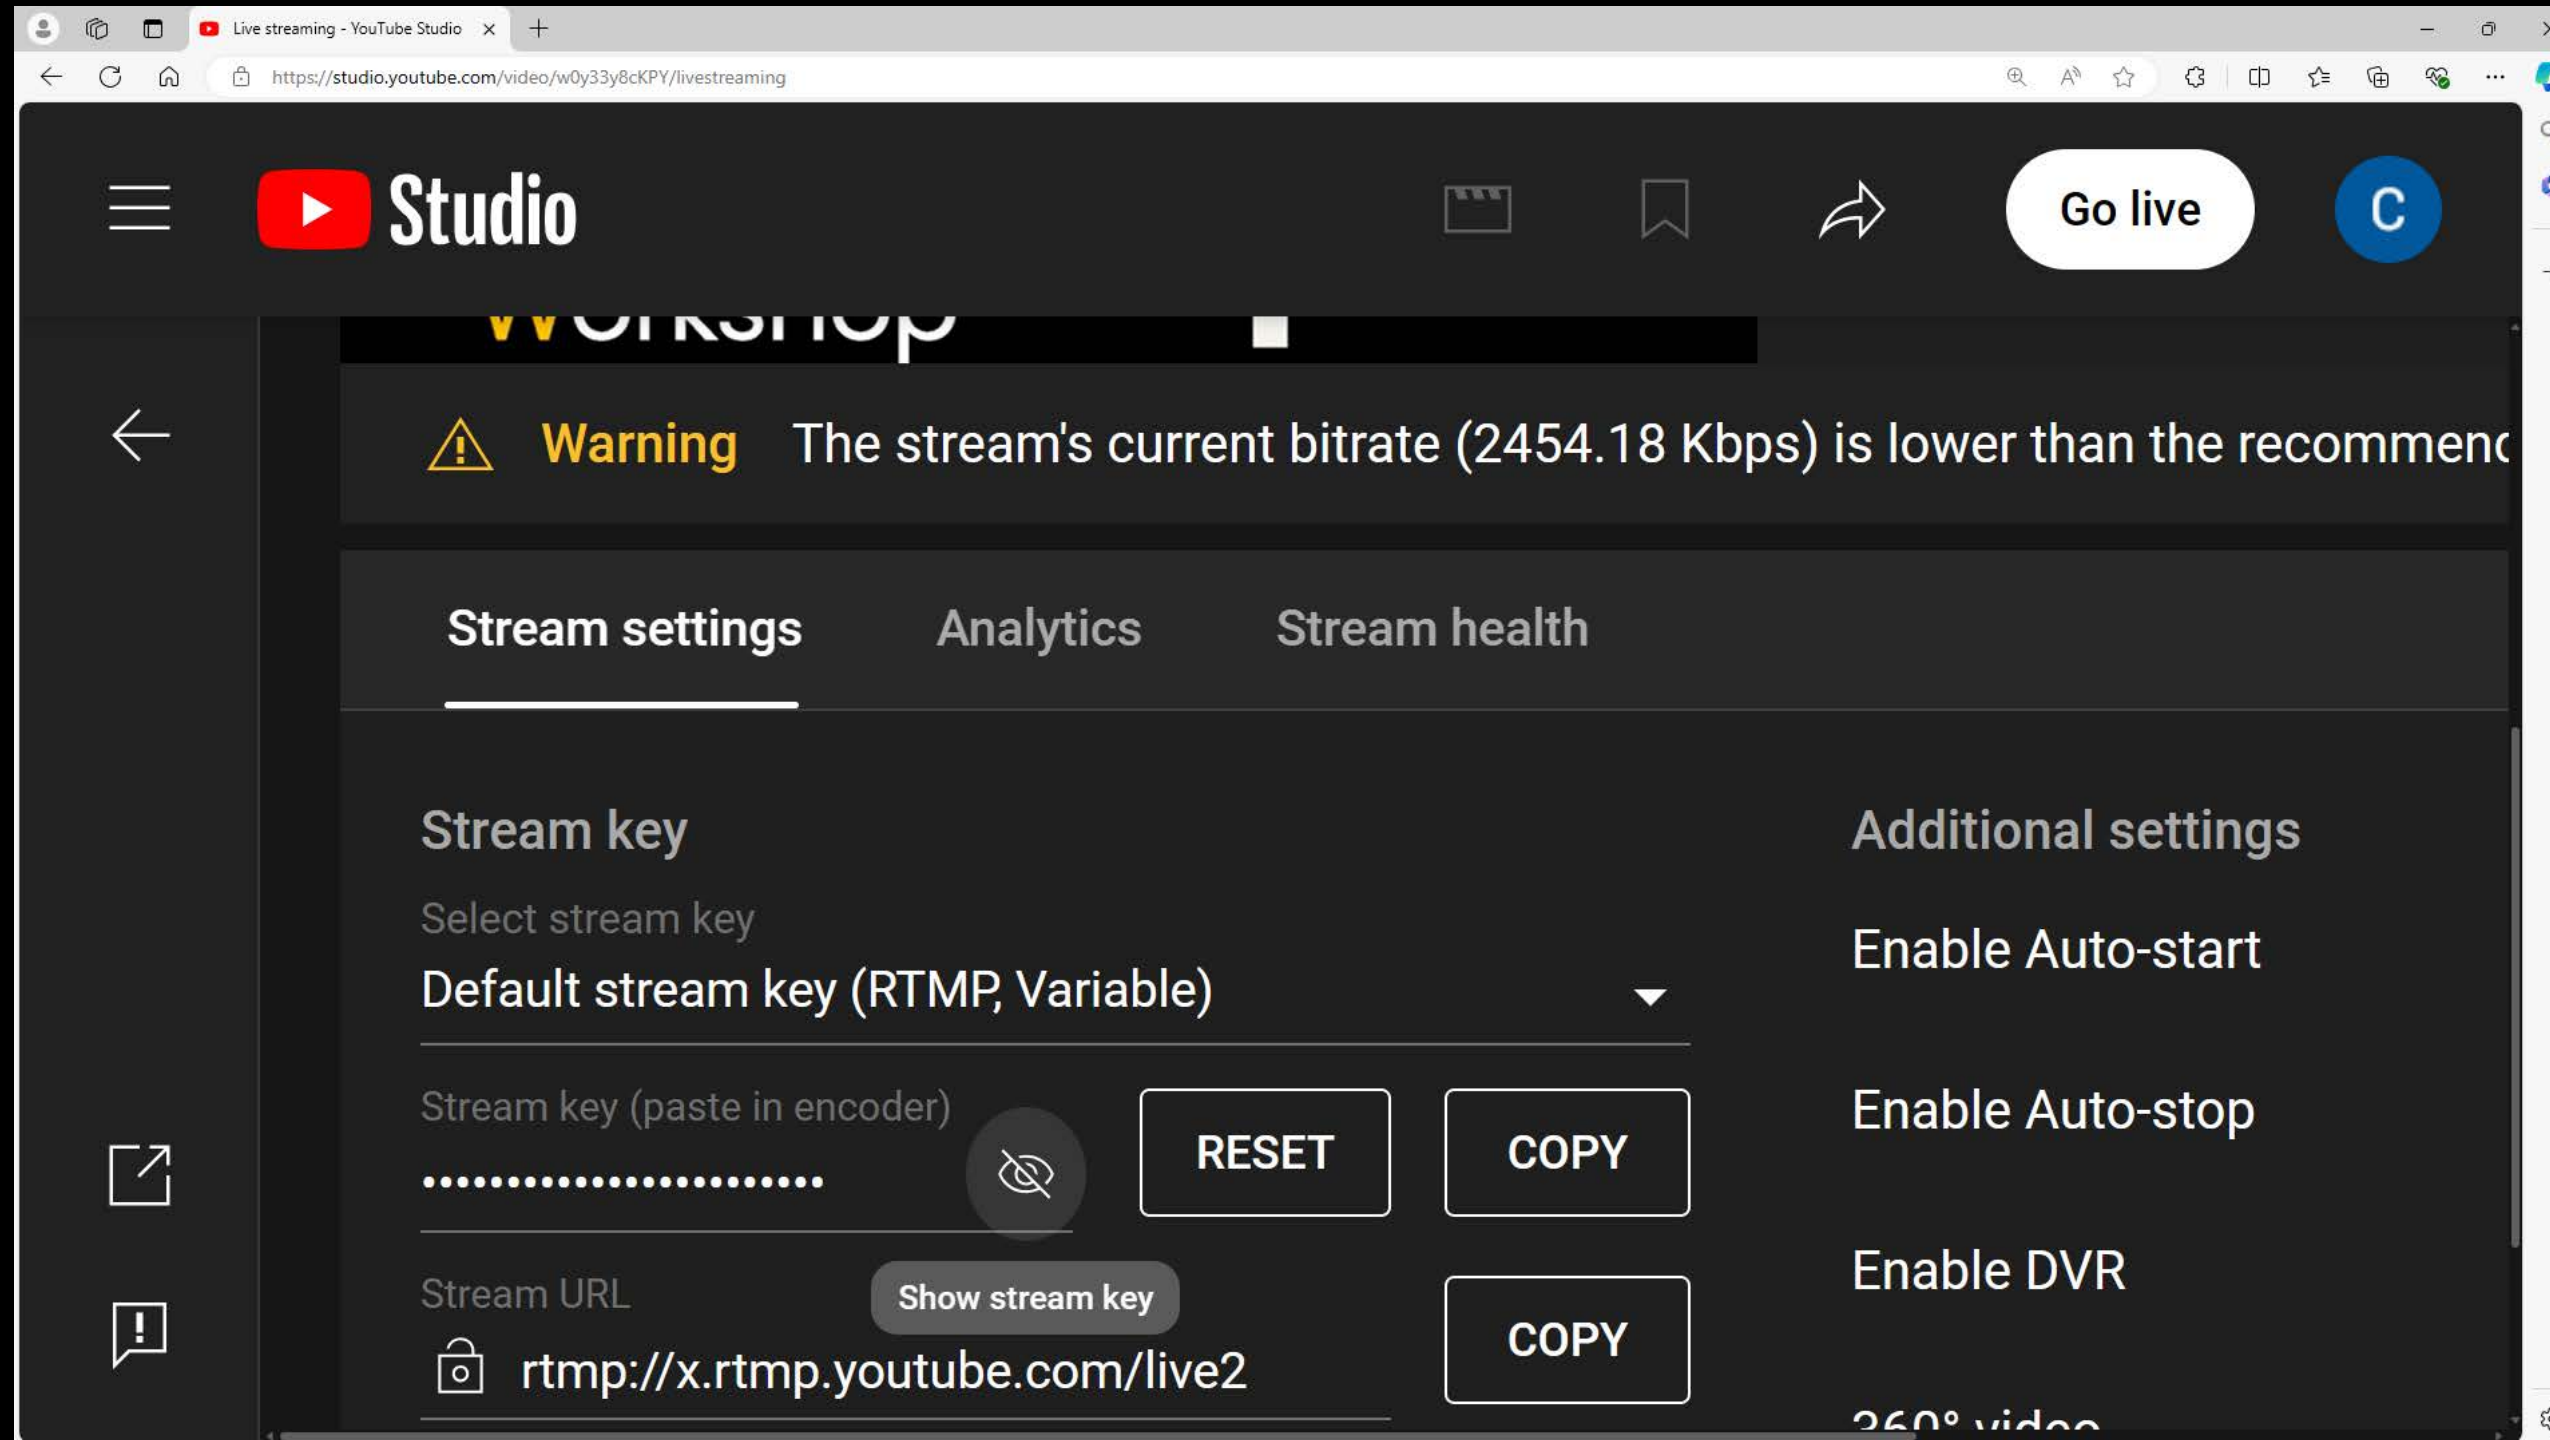 Live streaming - YouTube Studio
https://studio.youtube.com/video/w0y33y8cKPY/livestreaming
Studio
Go live
C
Workshop
Warning The stream's current bitrate (2454.18 Kbps) is lower than the
Stream settings Analytics Stream health
Stream key
Additional settings
Select stream key
Default stream key (RTMP, Variable)
Enable Auto-start
Stream key (paste in encoder)
RESET
COPY
Enable Auto-stop
Stream URL
Show stream key
rtmp://x.rtmp.youtube.com/live2
COPY
Enable DVR
360° video